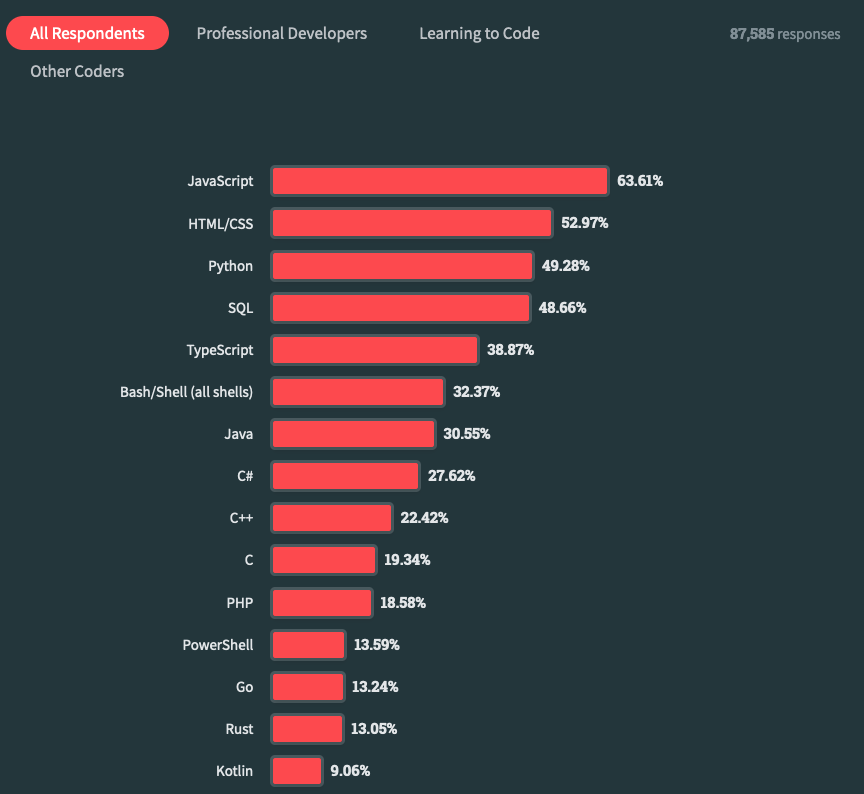 All Respondents Professional Developers Learning to Code 87,585 responses
Other Coders
JavaScript 63.61%
HTML/CSS 52.97%
Python 49.28%
SQL 48.66%
TypeScript 38.87%
Bash/Shell (all shells) 32.37%
Java 30.55%
C# 27.62%
C++ 22.42%
C 19.34%
PHP 18.58%
PowerShell 13.59%
Go 13.24%
Rust 13.05%
Kotlin 9.06%